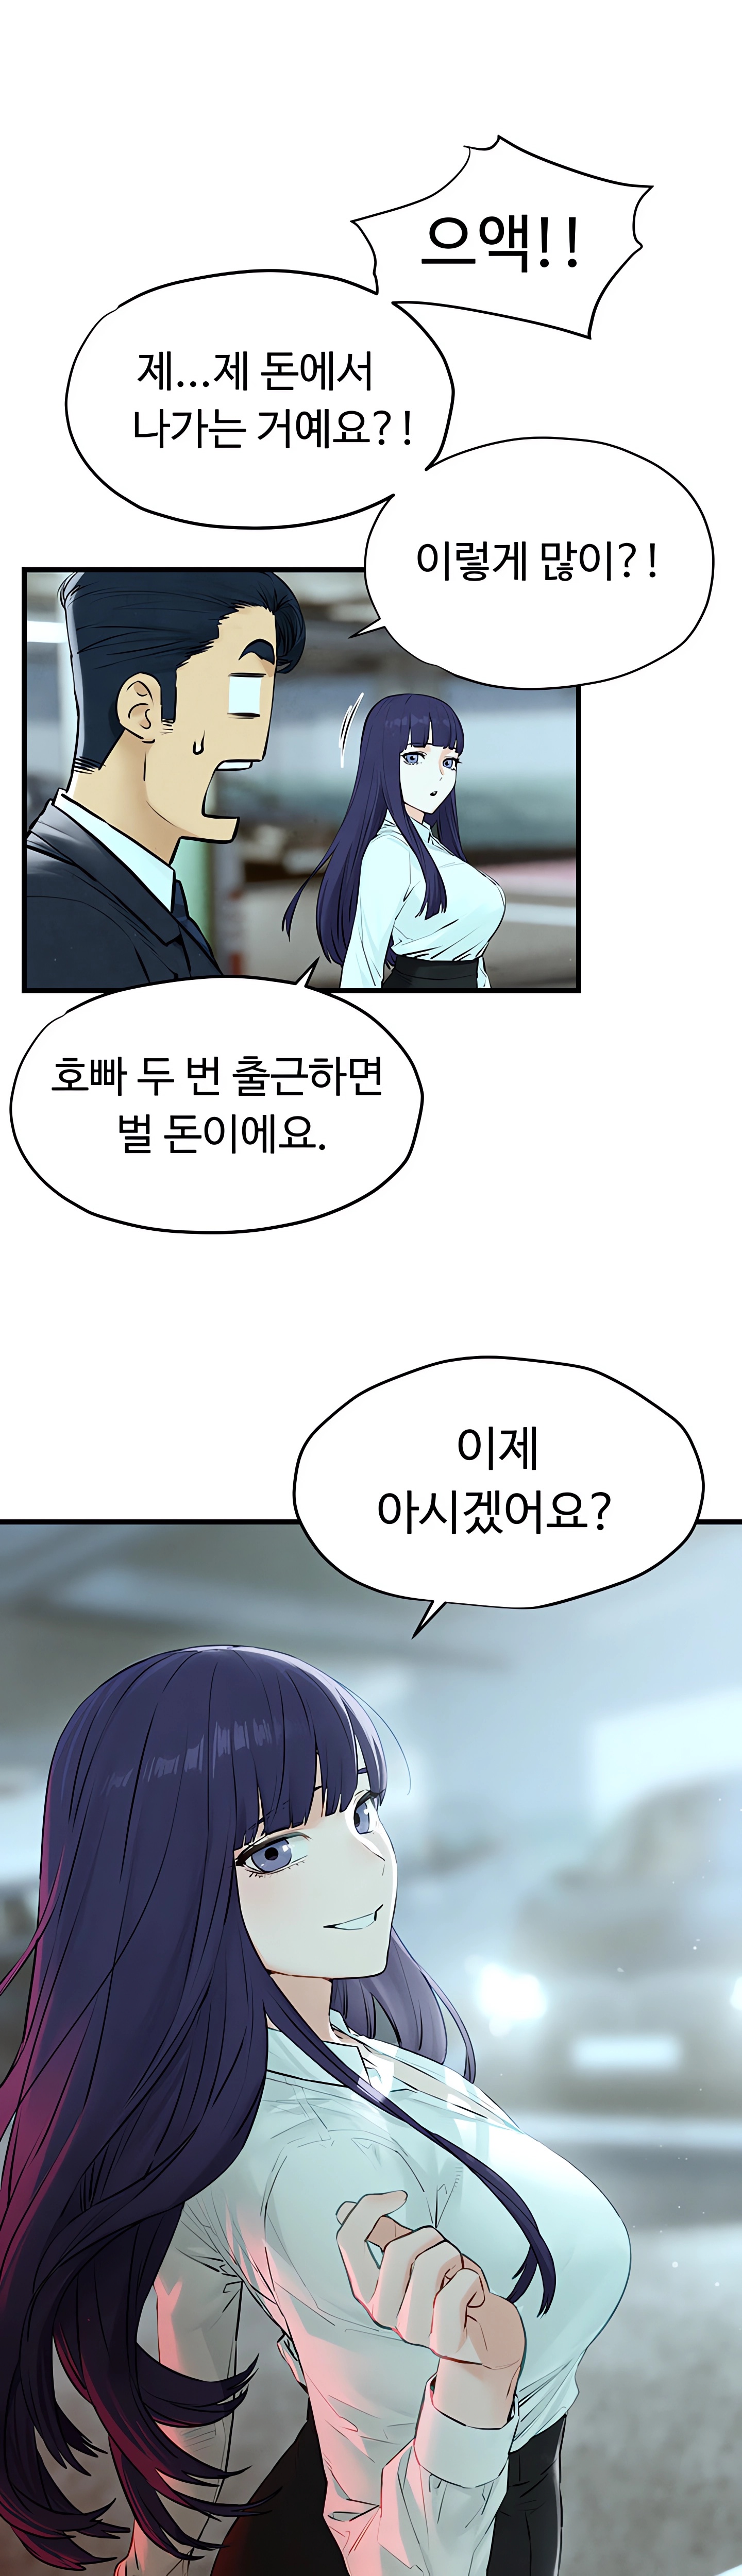 으액!!
제...제 돈에서
나가는 거예요?!
이렇게 많이?!
호빠 두 번 출근하면
벌 돈이에요.
이제
아시겠어요?